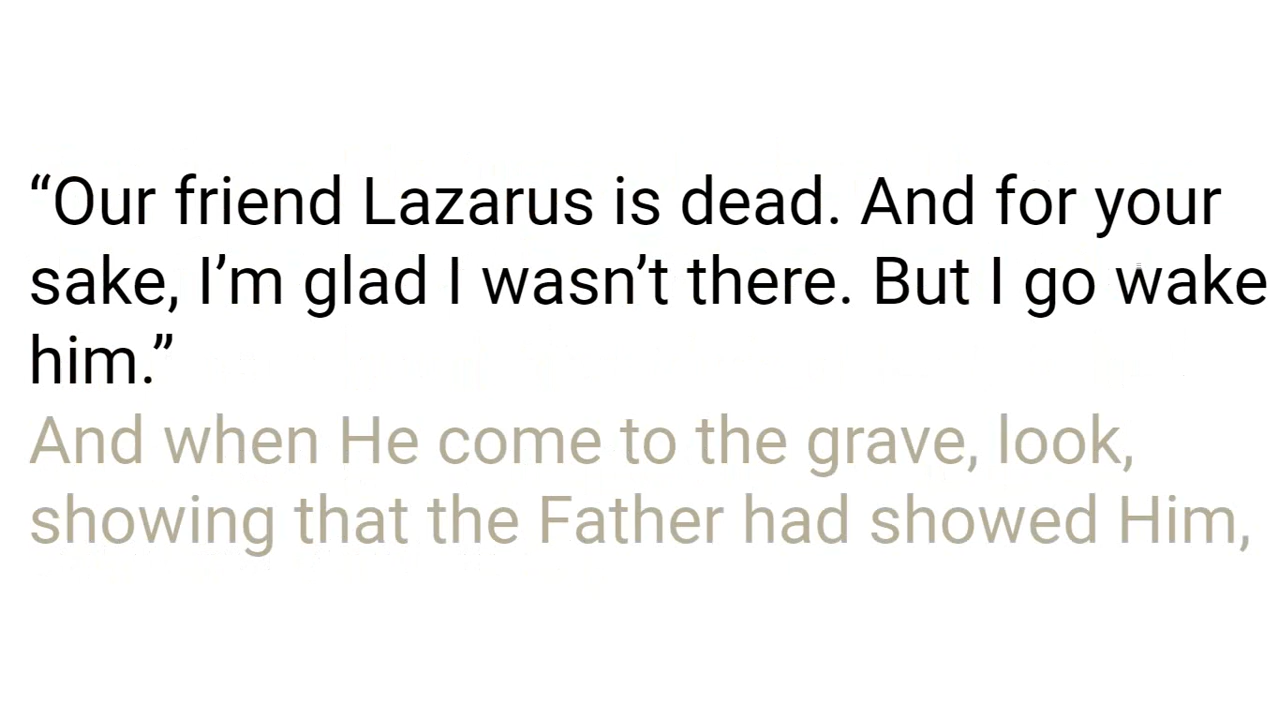 “Our friend Lazarus is dead. And for your
sake, I’m glad I wasn’t there. But I go wake
him.”
And when He come to the grave, look,
showing that the Father had showed Him,